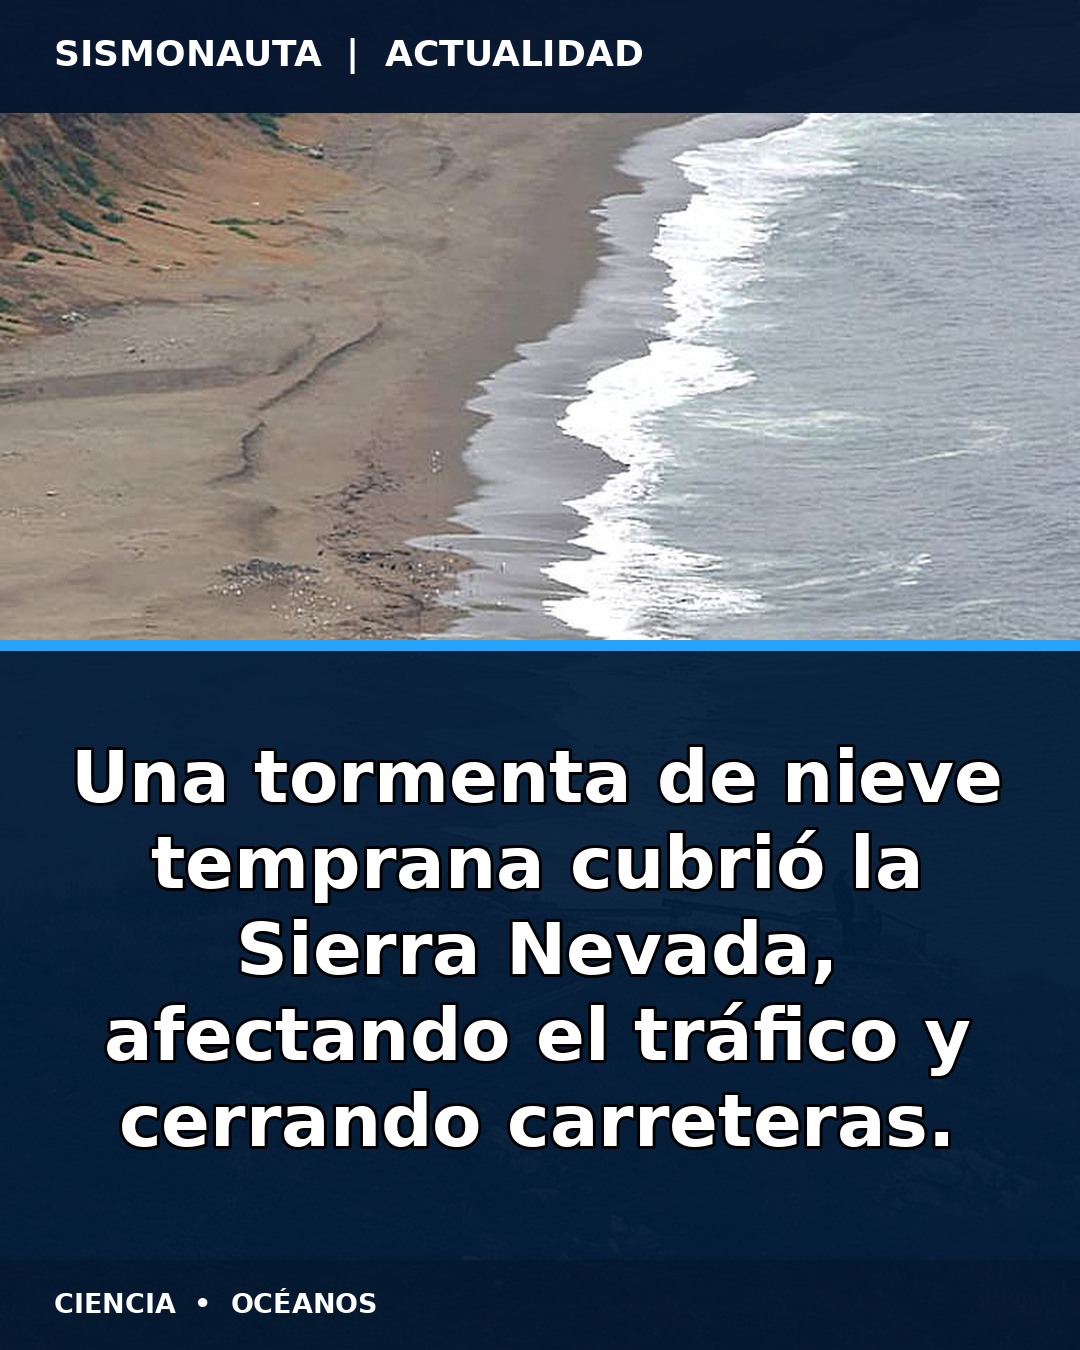 SISMONAUTA | ACTUALIDAD
Una tormenta de nieve
temprana cubrió la
Sierra Nevada,
afectando el tráfico y
cerrando carreteras.
CIENCIA • OCÉANOS